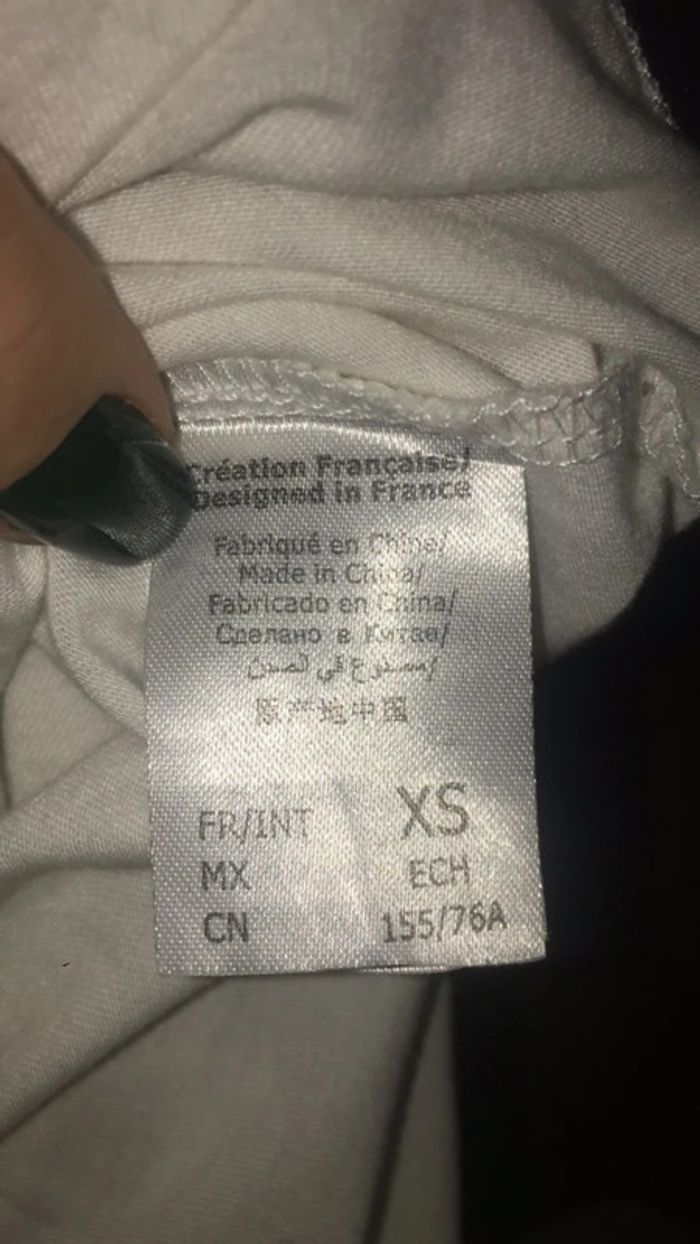 Création Française/
Designed in France
Fabriqué en Chine/
Made in China/
Fabricado en China/
Сделано в Китае/
مصنوع في الصين/
原产地中国
FR/INT XS
MX ECH
CN 155/76A